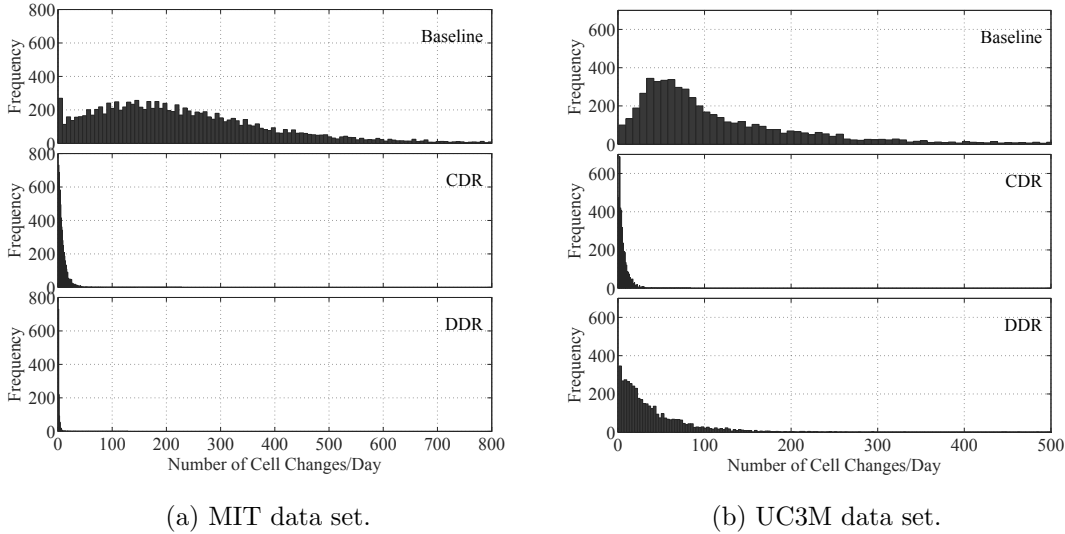 800
600
400
200
0
Frequency
Baseline
800
600
400
200
0
Frequency
CDR
800
600
400
200
0
Frequency
DDR
0 100 200 300 400 500 600 700 800
Number of Cell Changes/Day
(a) MIT data set.
600
400
200
0
Frequency
Baseline
600
400
200
0
Frequency
CDR
600
400
200
0
Frequency
DDR
0 100 200 300 400 500
Number of Cell Changes/Day
(b) UC3M data set.